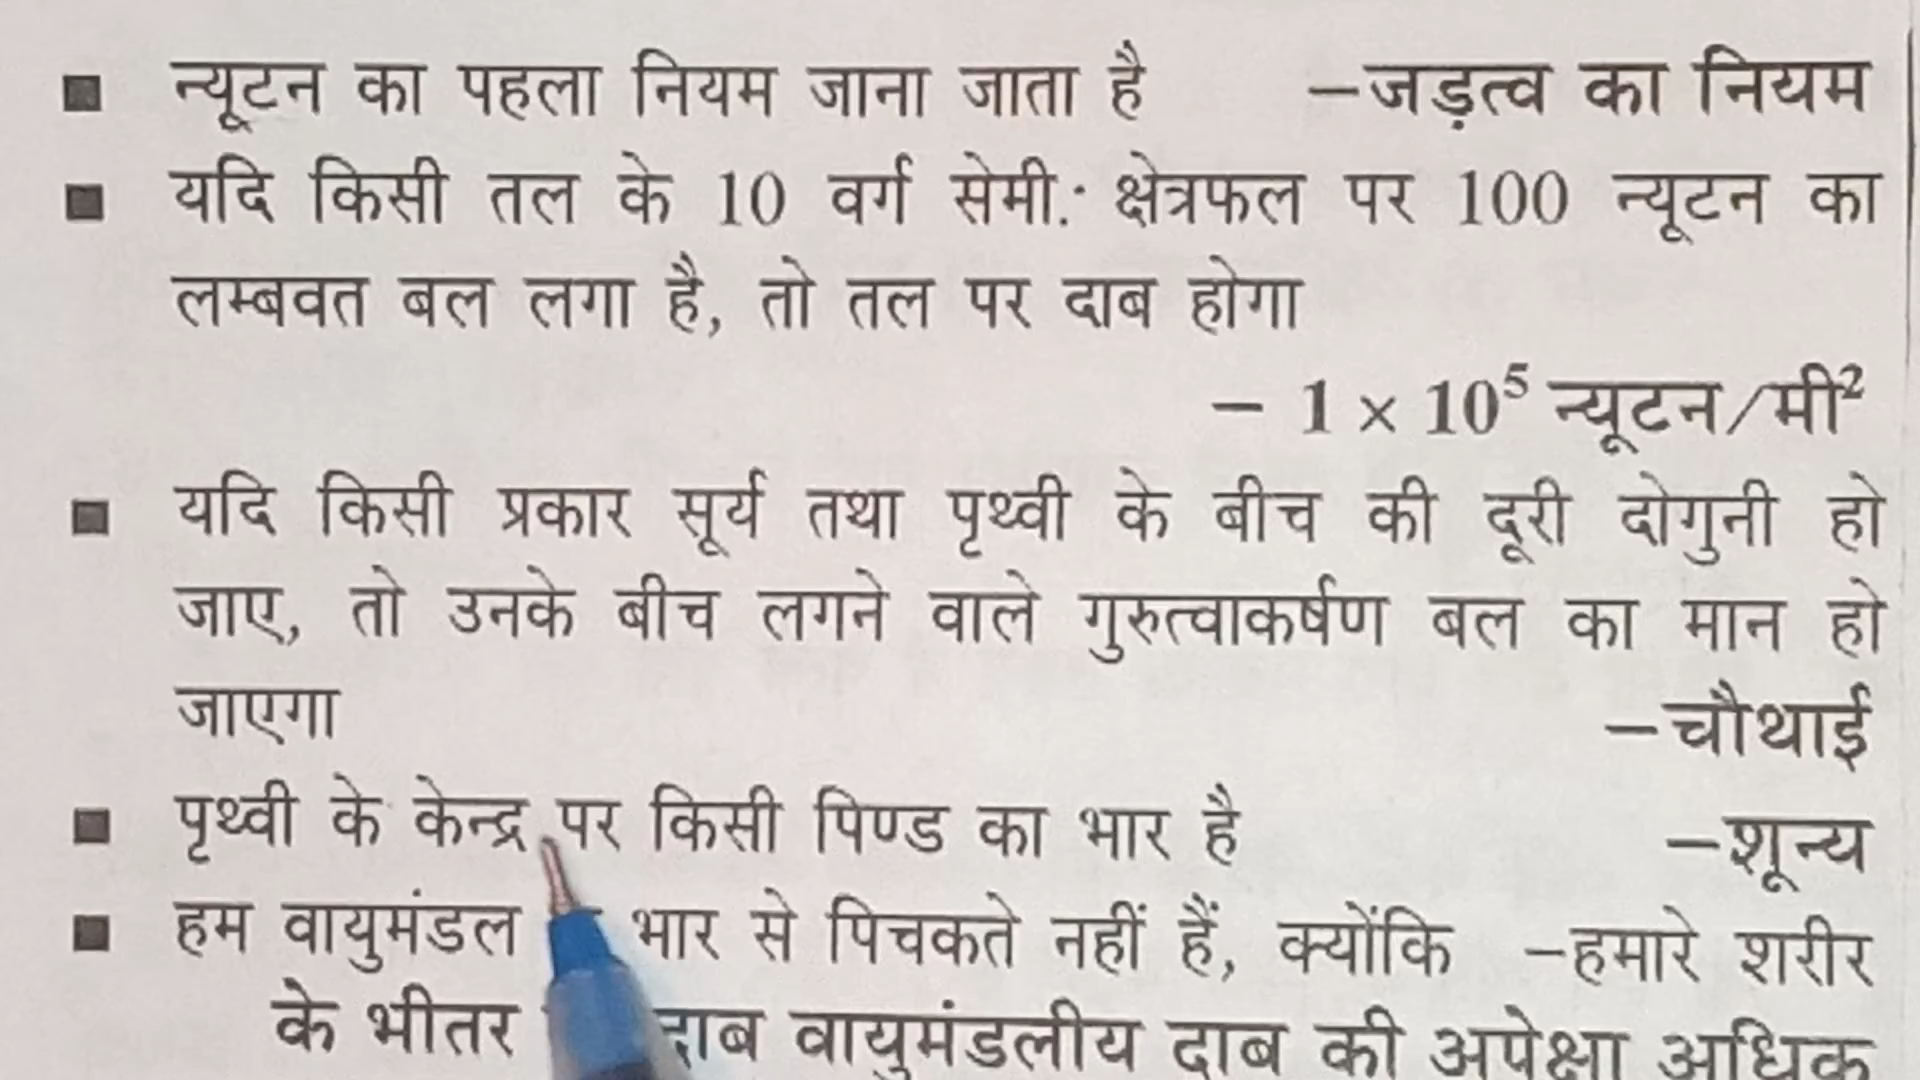 ■ न्यूटन का पहला नियम जाना जाता है –जड़त्व का नियम
■ यदि किसी तल के 10 वर्ग सेमी. क्षेत्रफल पर 100 न्यूटन का
लम्बवत बल लगा है, तो तल पर दाब होगा
– 1 × 10⁵ न्यूटन/मी²
■ यदि किसी प्रकार सूर्य तथा पृथ्वी के बीच की दूरी दोगुनी हो
जाए, तो उनके बीच लगने वाले गुरुत्वाकर्षण बल का मान हो
जाएगा –चौथाई
■ पृथ्वी के केन्द्र पर किसी पिण्ड का भार है –शून्य
■ हम वायुमंडल भार से पिचकते नहीं हैं, क्योंकि –हमारे शरीर
के भीतर दाब वायुमंडलीय दाब की अपेक्षा अधिक